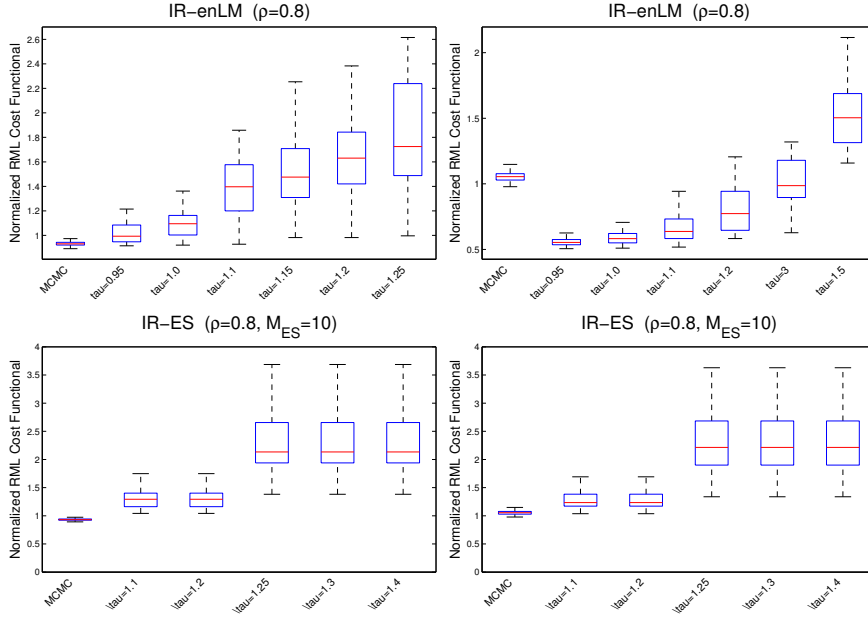 IR−enLM (ρ=0.8)
Normalized RML Cost Functional
2.6
2.4
2.2
2
1.8
1.6
1.4
1.2
1
MCMC
tau=0.95
tau=1.0
tau=1.1
tau=1.15
tau=1.2
tau=1.25
IR−enLM (ρ=0.8)
Normalized RML Cost Functional
2
1.5
1
0.5
MCMC
tau=0.95
tau=1.0
tau=1.1
tau=1.2
tau=3
tau=1.5
IR−ES (ρ=0.8, M_ES=10)
Normalized RML Cost Functional
4
3.5
3
2.5
2
1.5
1
0.5
0
MCMC
\tau=1.1
\tau=1.2
\tau=1.25
\tau=1.3
\tau=1.4
IR−ES (ρ=0.8, M_ES=10)
Normalized RML Cost Functional
4
3.5
3
2.5
2
1.5
1
0.5
0
MCMC
\tau=1.1
\tau=1.2
\tau=1.25
\tau=1.3
\tau=1.4